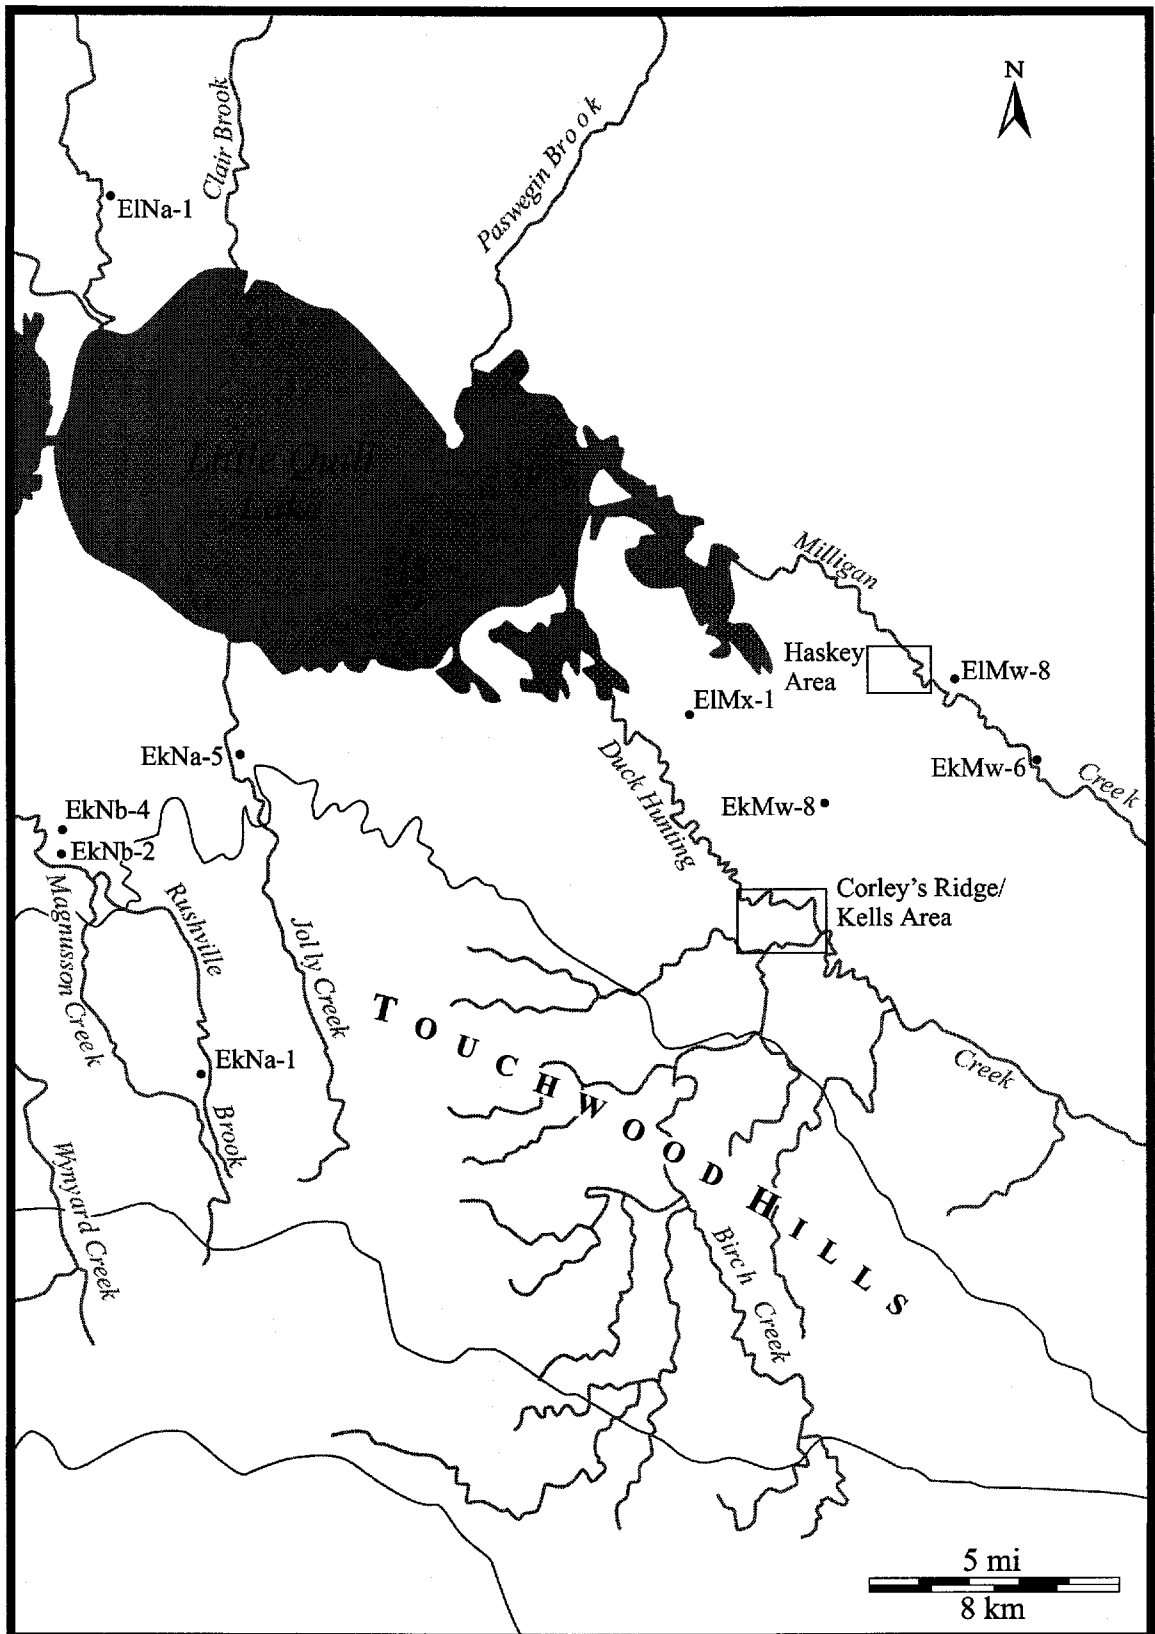 N
Clair Brook
Paswegin Brook
ElNa-1
Little Quill
Lake
Milligan
Haskey
Area
ElMw-8
ElMx-1
EkNa-5
Duck Hunting
EkMw-6
Creek
EkMw-8
EkNb-4
EkNb-2
Magnusson Creek
Rushville
Corley's Ridge/
Kells Area
Jolly Creek
TOUCHWOOD HILLS
EkNa-1
Creek
Brook
Wynyard Creek
Birch Creek
5 mi
8 km